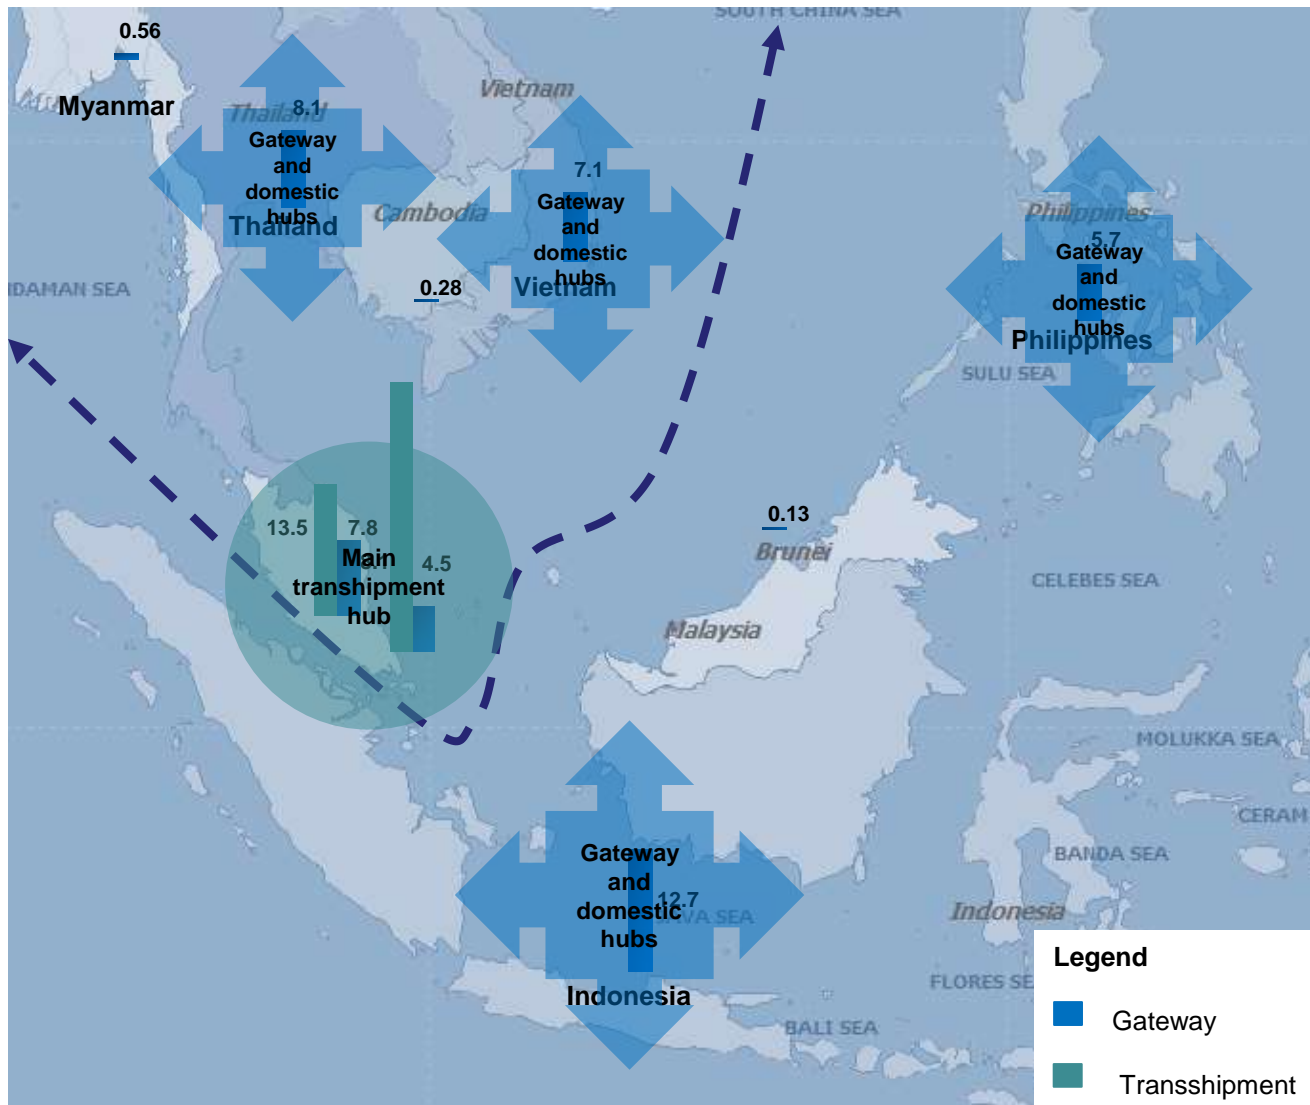 SOUTH CHINA SEA
0.56
Myanmar
Thailand
8.1
Gateway
and
domestic
hubs
Thailand
Vietnam
7.1
Gateway
and
domestic
hubs
Vietnam
Cambodia
0.28
Philippines
5.7
Gateway
and
domestic
hubs
Philippines
NDAMAN SEA
SULU SEA
13.5
7.8
4.5
Main
transhipment
hub
0.13
Brunei
Malaysia
CELEBES SEA
MOLUKKA SEA
CERAM
BANDA SEA
Gateway
and
domestic
hubs
12.7
JAVA SEA
Indonesia
Indonesia
FLORES SE
BALI SEA
Legend
Gateway
Transshipment